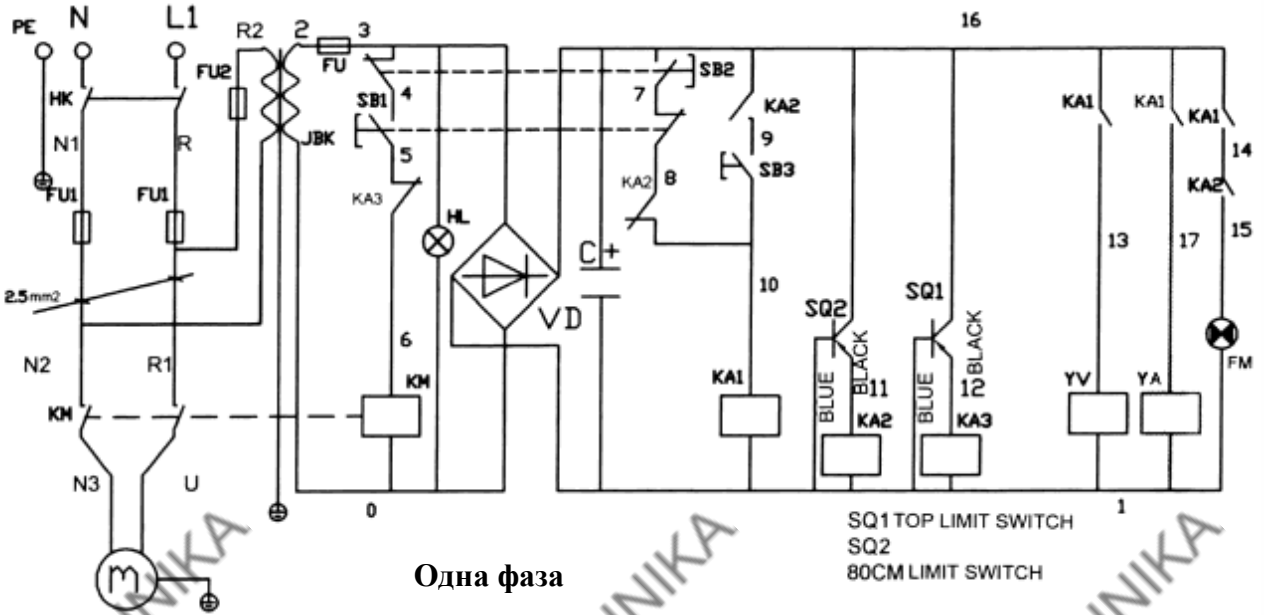 PE N L1 R2 2 3 16
FU2 FU SB2
HK 4 7 KA2 KA1 KA1 KA1
N1 R SB1 JBK 9 14
5 SB3
FU1 FU1 KA3 KA2 8 KA2
HL 15
C + 13 17
10
2.5mm2 VD SQ2 SQ1
BLUE BLACK BLUE BLACK
N2 R1 6 FM
KM KA1 11 12 YV YA
KM KA2 KA3
N3 U
0 1
SQ1 TOP LIMIT SWITCH
SQ2
80CM LIMIT SWITCH
m
Одна фаза
NIKA UNIKA UNIKA